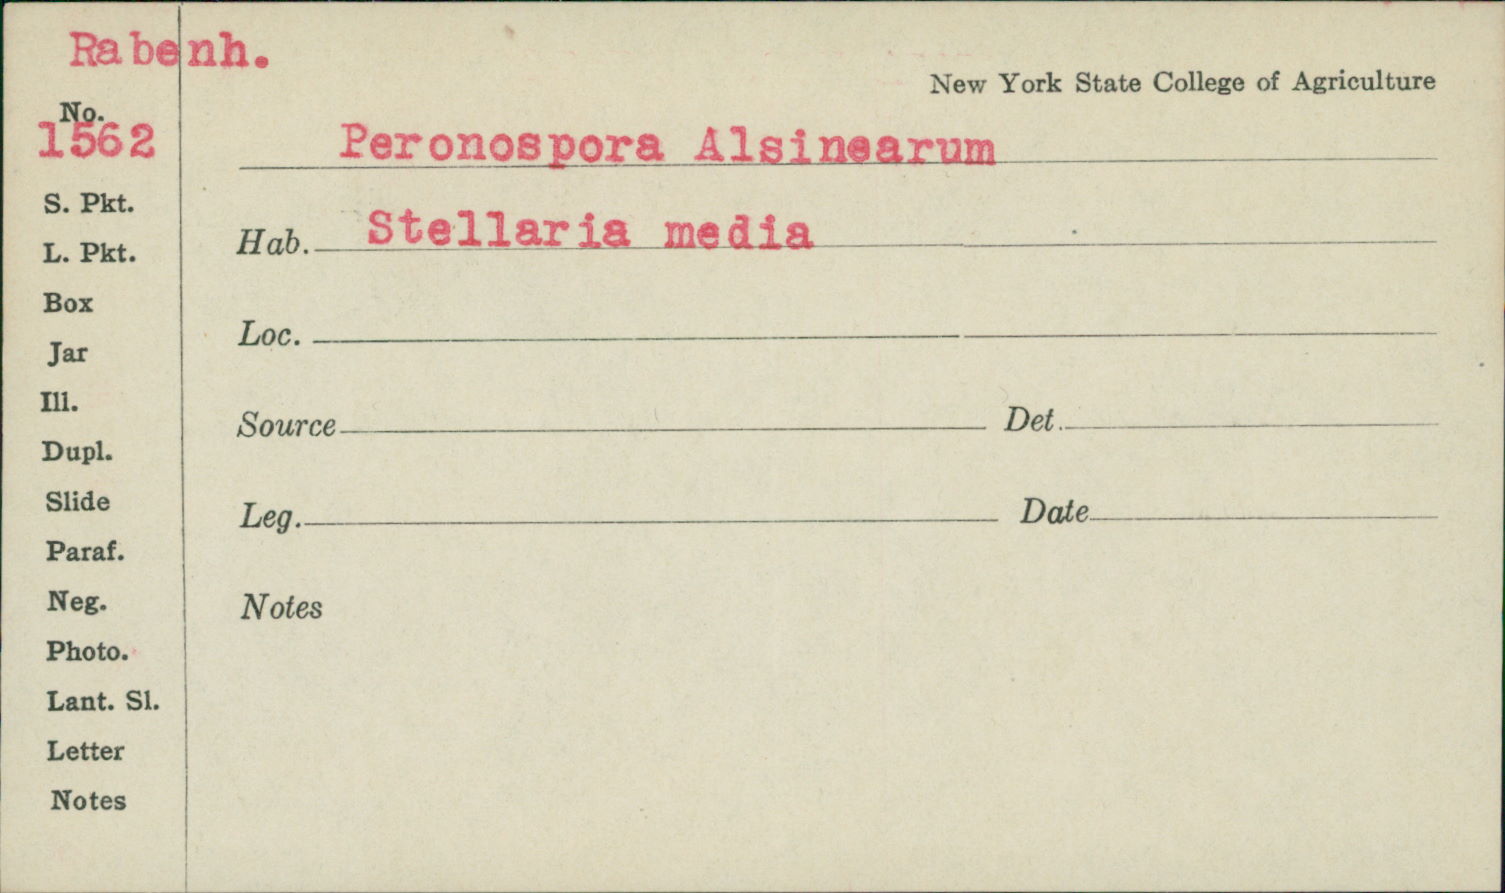 Rabenh.
New York State College of Agriculture
No.
1562
Peronospora Alsinearum
S. Pkt.
Hab. Stellaria media
L. Pkt.
Box
Loc.
Jar
Ill.
Source Det.
Dupl.
Slide
Leg. Date
Paraf.
Neg.
Notes
Photo.
Lant. Sl.
Letter
Notes